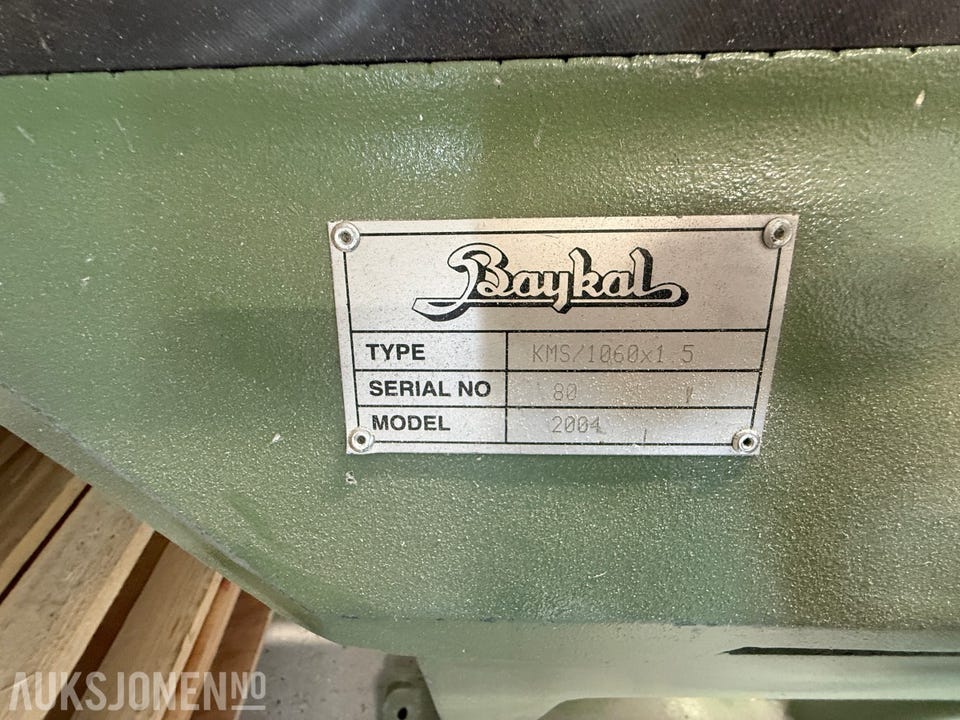 Baykal
TYPE KMS/1060x1.5
SERIAL NO 80
MODEL 2004
AUKSJONEN.NO